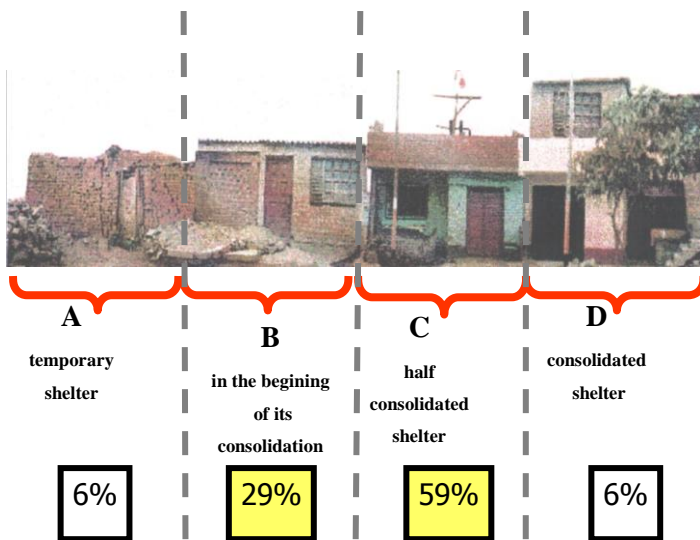 A
temporary
shelter
B
in the begining
of its
consolidation
C
half
consolidated
shelter
D
consolidated
shelter
6%
29%
59%
6%